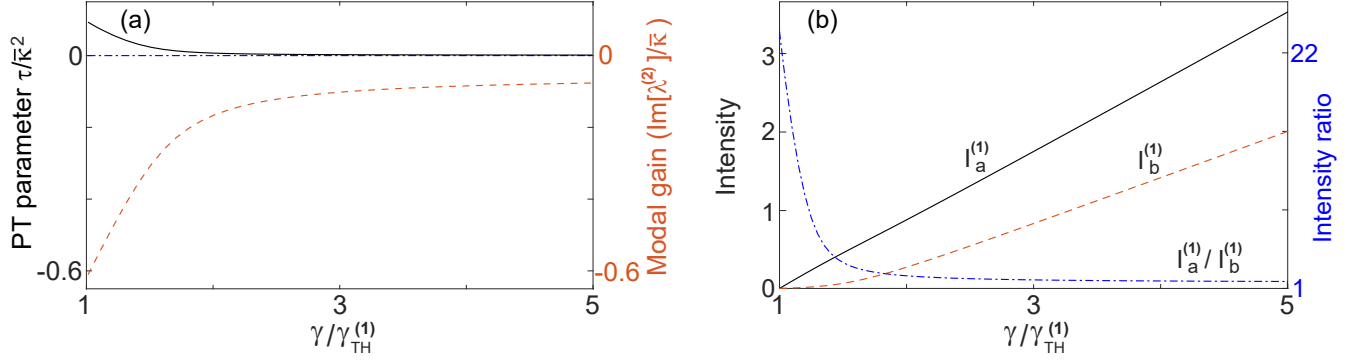 (a)
PT parameter τ/κ̄²
0
-0.6
1
3
5
γ/γ_TH^(1)
0
-0.6
Modal gain (Im[λ^(2)]/κ̄)
(b)
Intensity
3
2
1
0
1
3
5
γ/γ_TH^(1)
I_a^(1)
I_b^(1)
I_a^(1)/I_b^(1)
22
1
Intensity ratio